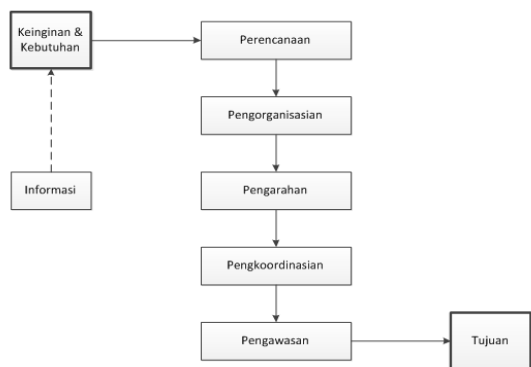 Keinginan &
Kebutuhan
Perencanaan
Pengorganisasian
Informasi
Pengarahan
Pengkoordinasian
Pengawasan
Tujuan